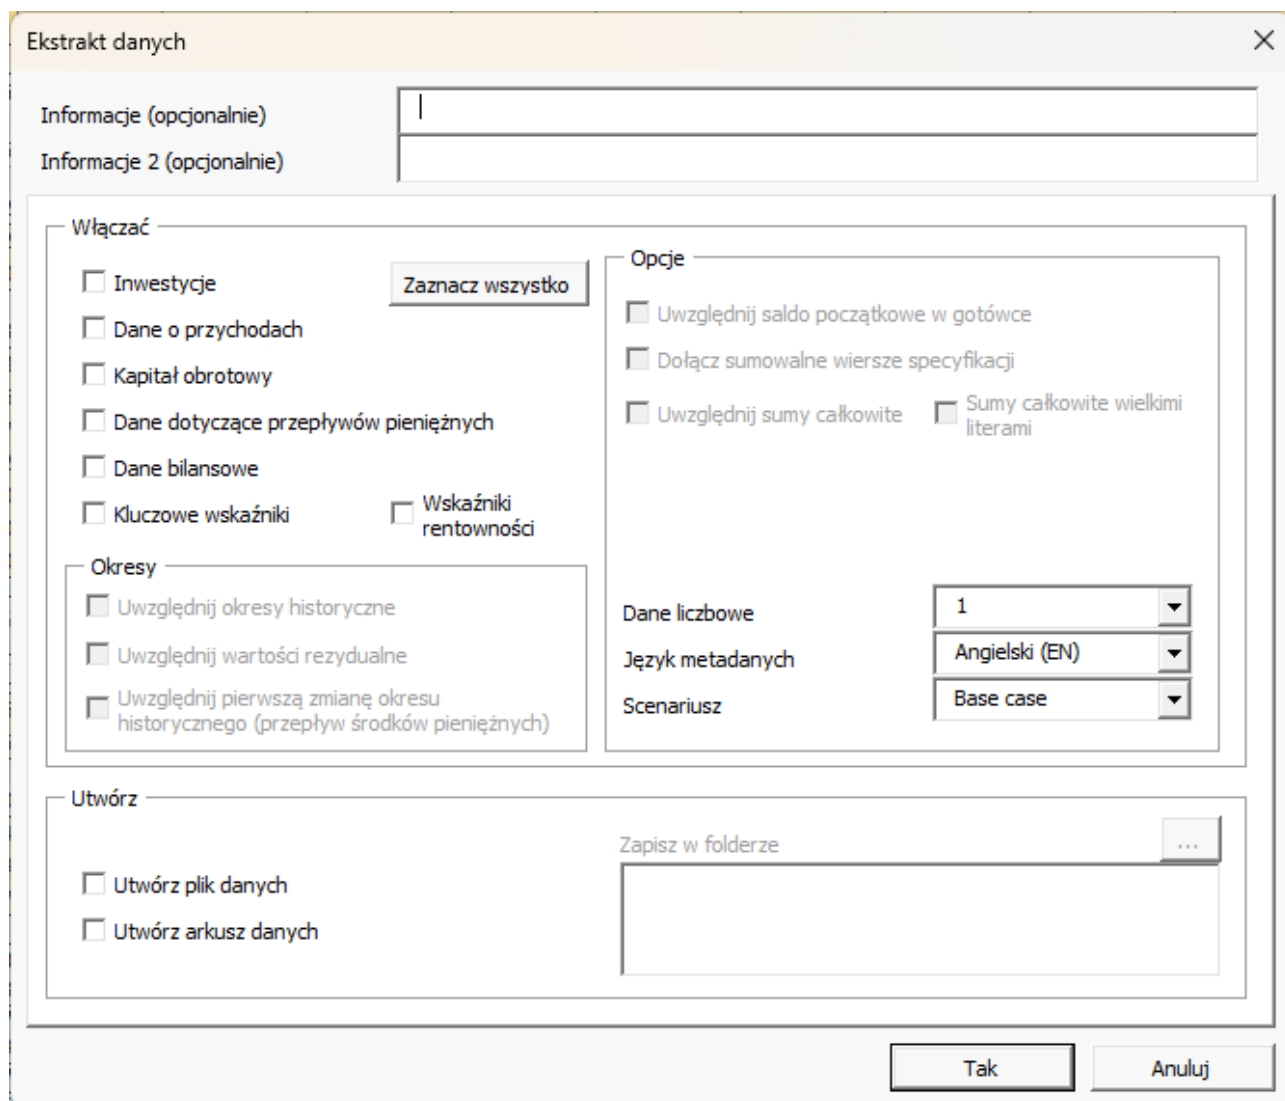 Ekstrakt danych
Informacje (opcjonalnie)
Informacje 2 (opcjonalnie)
Włączać
Inwestycje
Zaznacz wszystko
Dane o przychodach
Kapitał obrotowy
Dane dotyczące przepływów pieniężnych
Dane bilansowe
Kluczowe wskaźniki
Wskaźniki
rentowności
Okresy
Uwzględnij okresy historyczne
Uwzględnij wartości rezydualne
Uwzględnij pierwszą zmianę okresu
historycznego (przepływ środków pieniężnych)
Opcje
Uwzględnij saldo początkowe w gotówce
Dołącz sumowalne wiersze specyfikacji
Uwzględnij sumy całkowite
Sumy całkowite wielkimi
literami
Dane liczbowe
1
Język metadanych
Angielski (EN)
Scenariusz
Base case
Utwórz
Utwórz plik danych
Utwórz arkusz danych
Zapisz w folderze
...
Tak
Anuluj